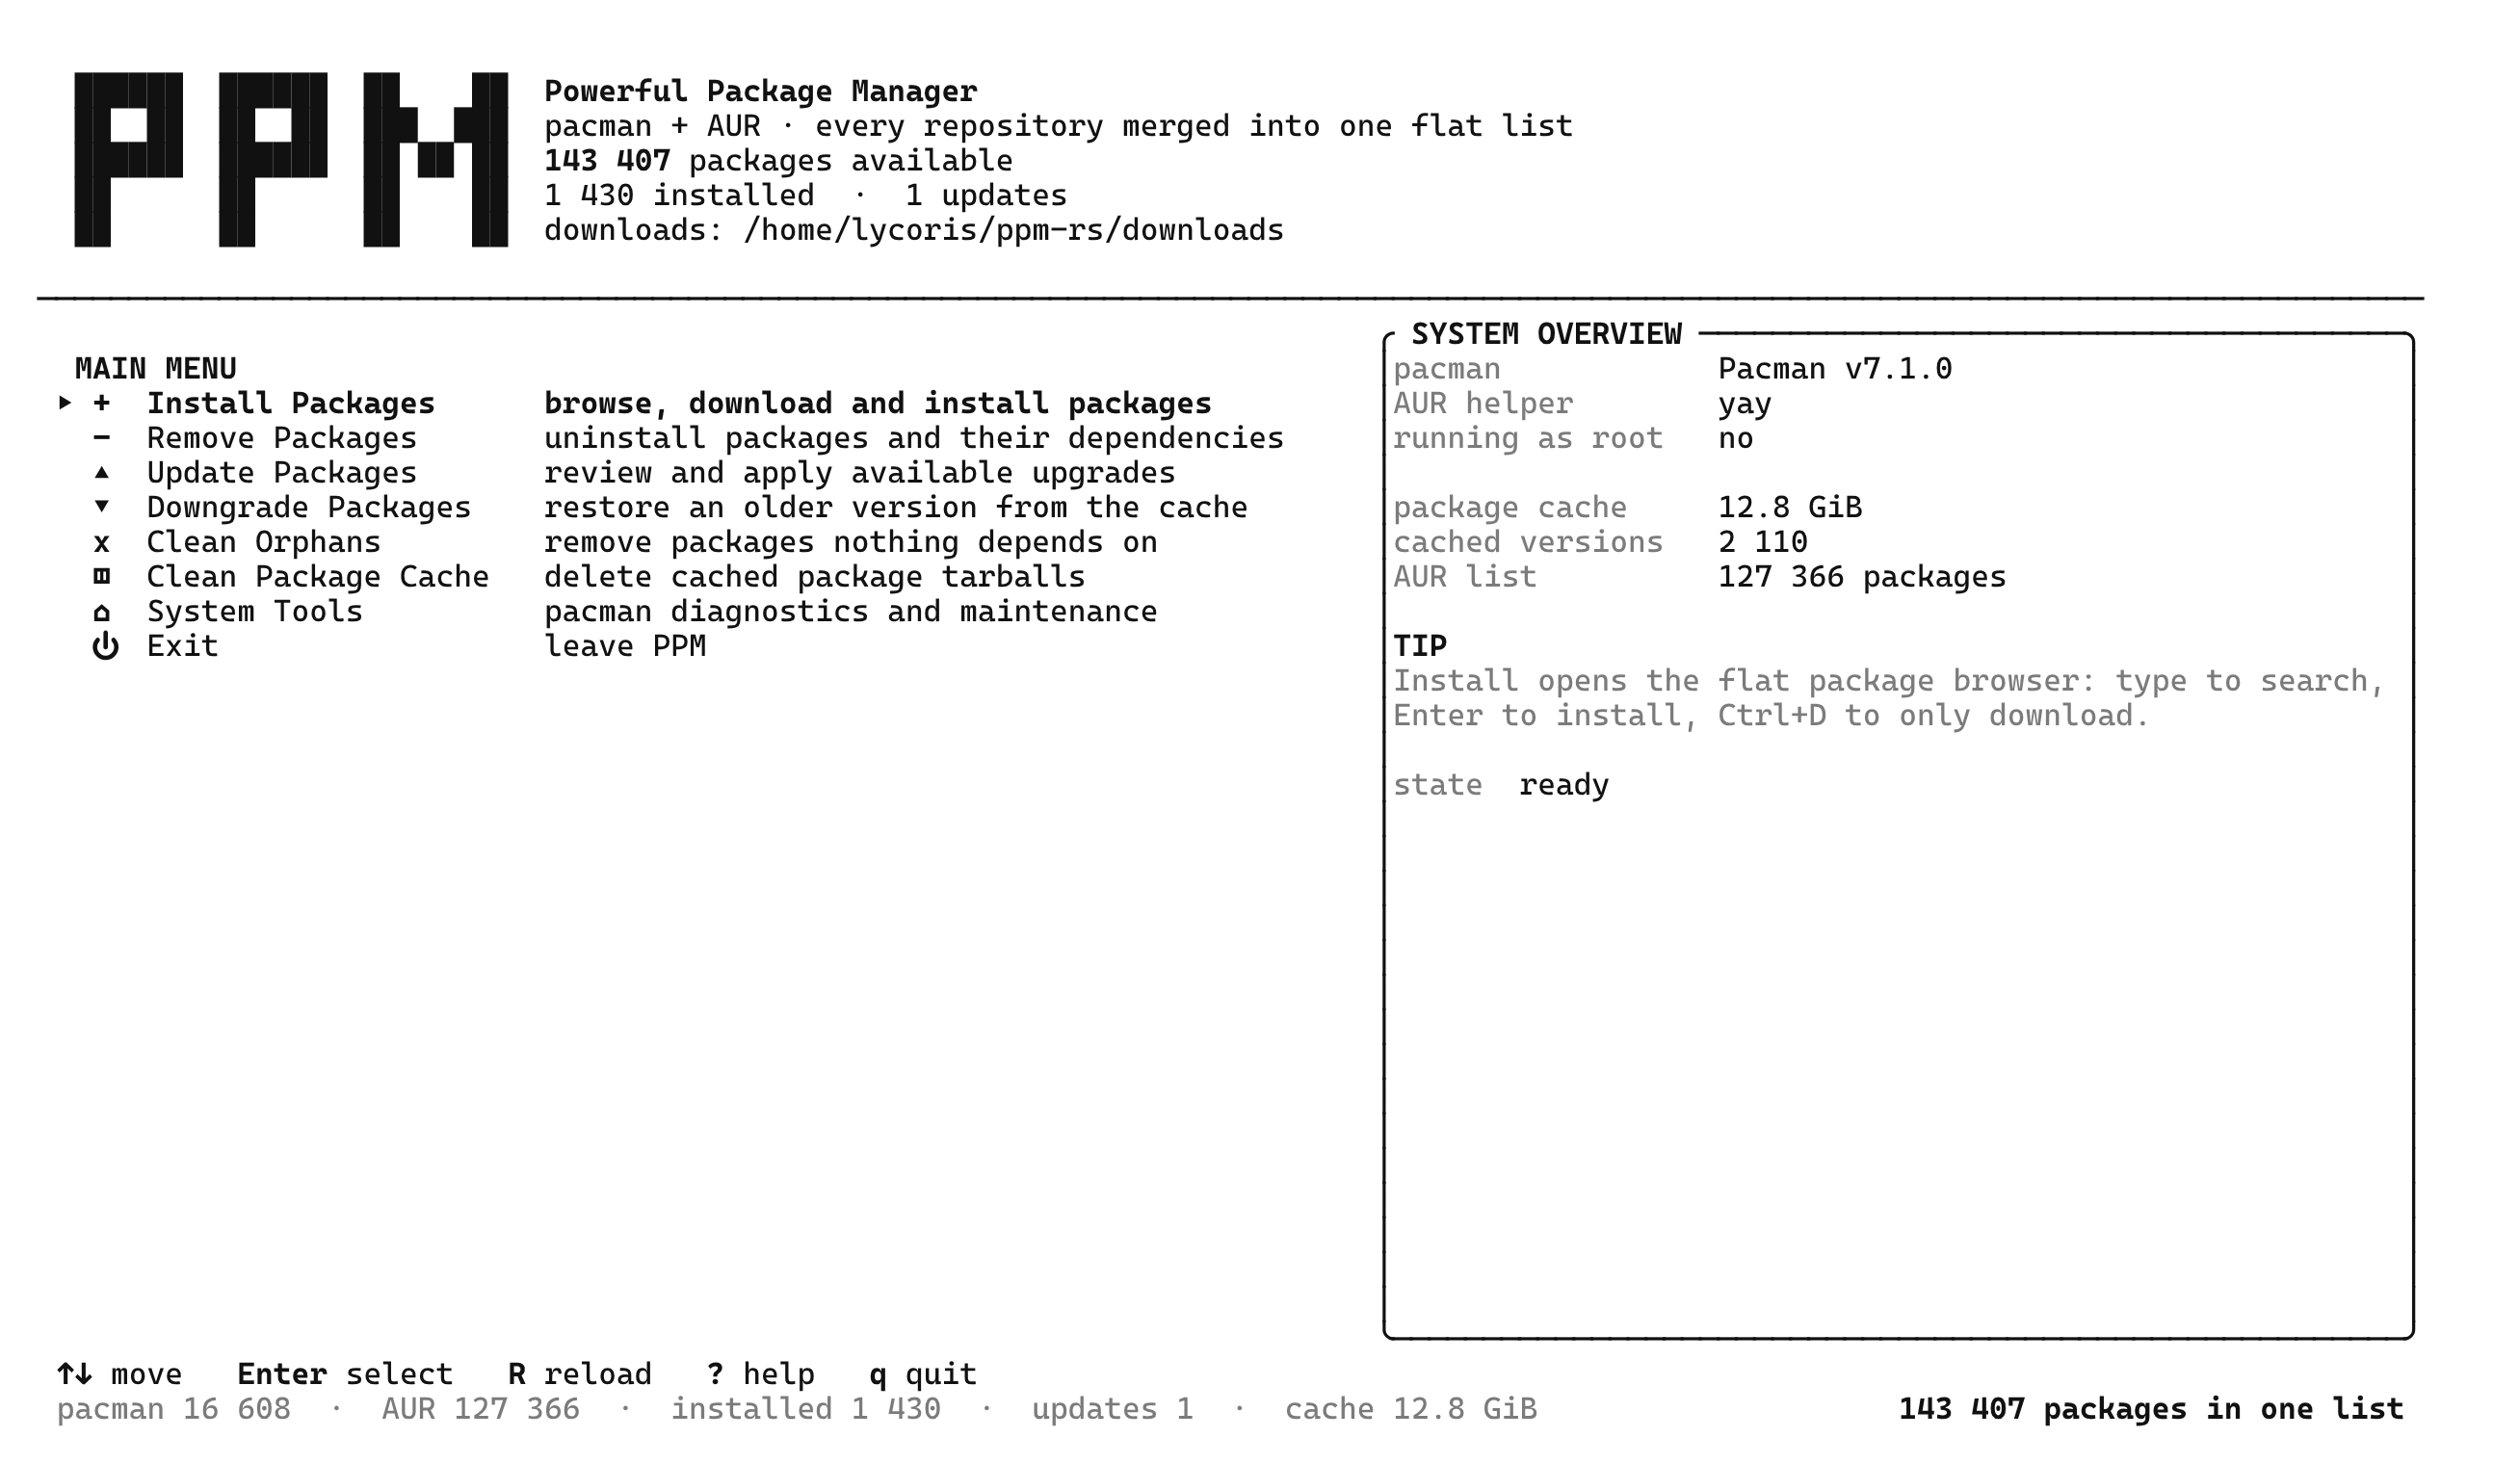 PPM
Powerful Package Manager
pacman + AUR · every repository merged into one flat list
143 407 packages available
1 430 installed · 1 updates
downloads: /home/lycoris/ppm-rs/downloads
MAIN MENU
▸ + Install Packages browse, download and install packages
− Remove Packages uninstall packages and their dependencies
▲ Update Packages review and apply available upgrades
▼ Downgrade Packages restore an older version from the cache
x Clean Orphans remove packages nothing depends on
Clean Package Cache delete cached package tarballs
⌂ System Tools pacman diagnostics and maintenance
⏻ Exit leave PPM
SYSTEM OVERVIEW
pacman Pacman v7.1.0
AUR helper yay
running as root no
package cache 12.8 GiB
cached versions 2 110
AUR list 127 366 packages
TIP
Install opens the flat package browser: type to search,
Enter to install, Ctrl+D to only download.
state ready
↑↓ move Enter select R reload ? help q quit
pacman 16 608 · AUR 127 366 · installed 1 430 · updates 1 · cache 12.8 GiB
143 407 packages in one list